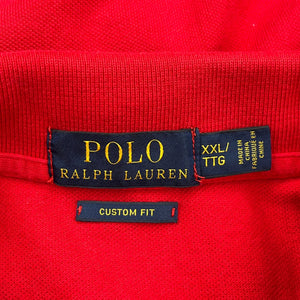 POLO
RALPH LAUREN
XXL/
TTG
MADE IN
CHINA
FABRIQUÉ EN
CHINE
CUSTOM FIT